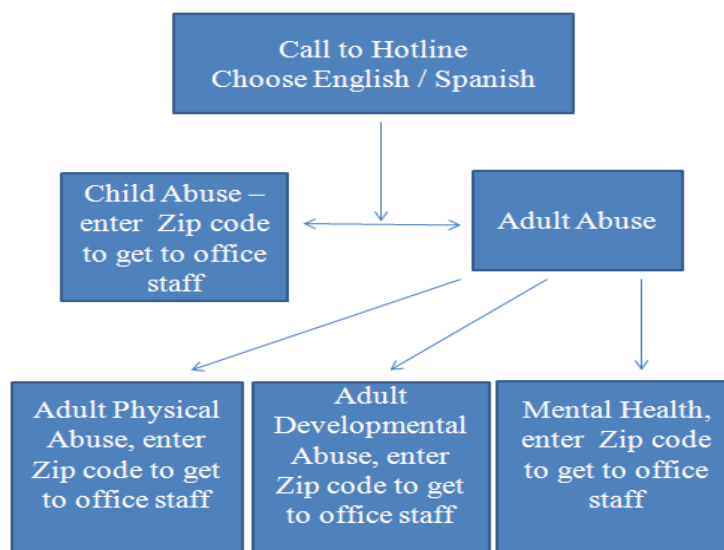 Call to Hotline
Choose English / Spanish
Child Abuse –
enter Zip code
to get to office
staff
Adult Abuse
Adult Physical
Abuse, enter
Zip code to get
to office staff
Adult
Developmental
Abuse, enter
Zip code to get
to office staff
Mental Health,
enter Zip code
to get to office
staff